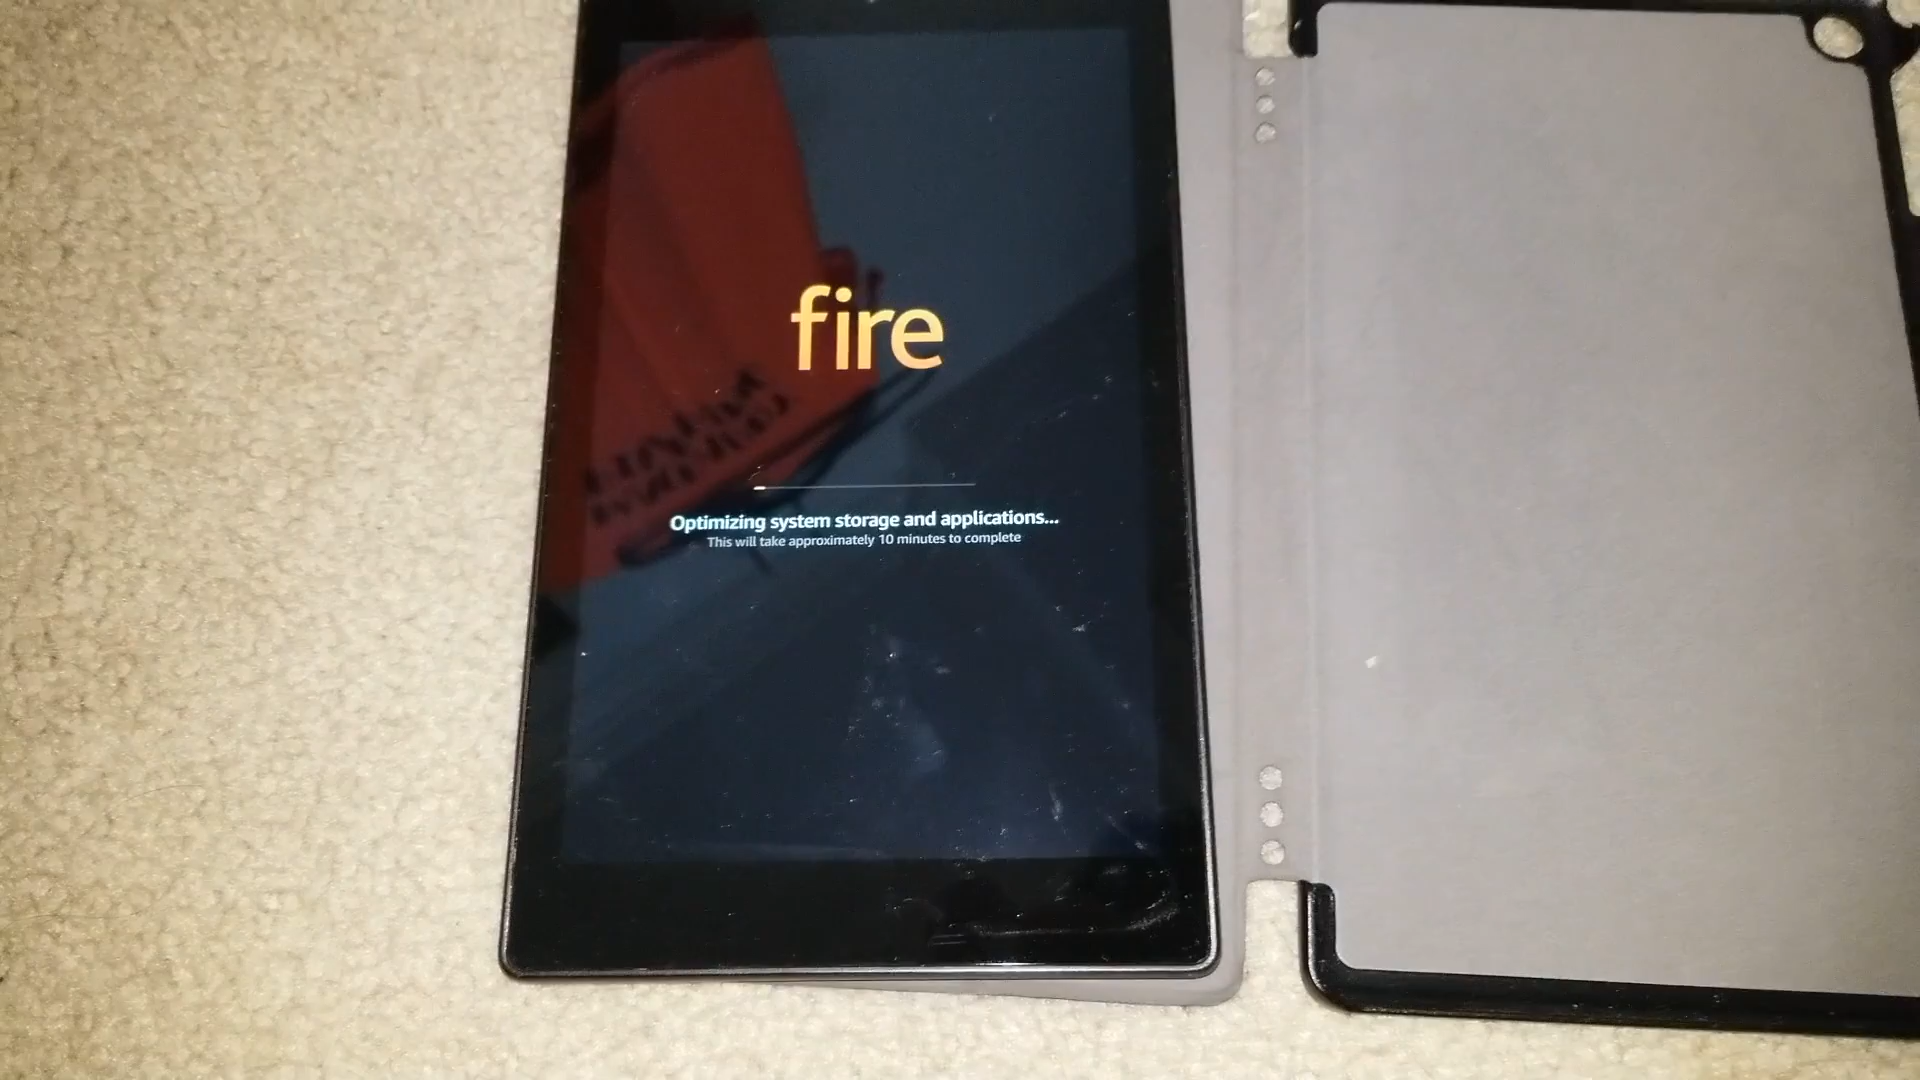 fire
Optimizing system storage and applications...
This will take approximately 10 minutes to complete